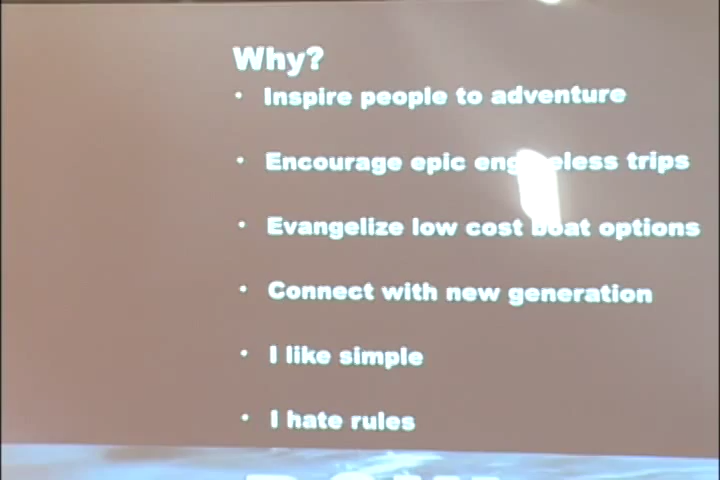 Why?
• Inspire people to adventure
• Encourage epic trips
• Evangelize low cost boat options
• Connect with new generation
• I like simple
• I hate rules